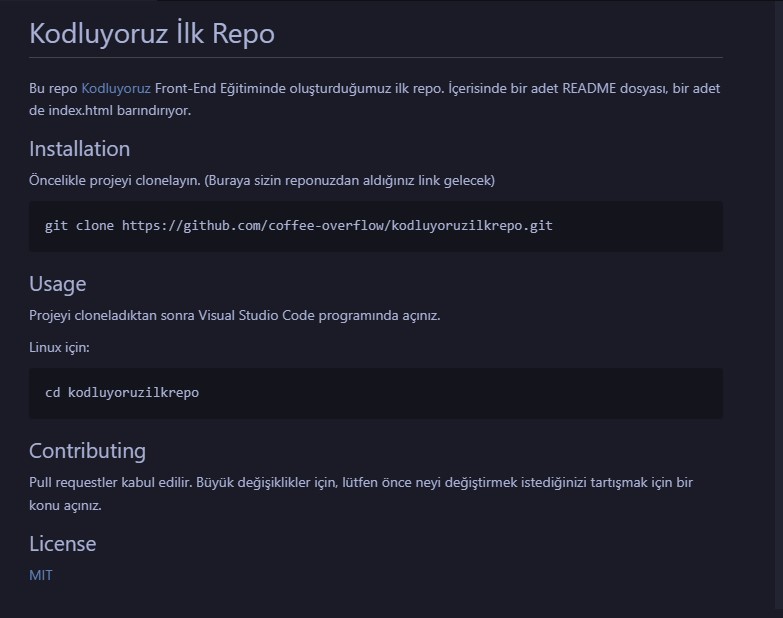 Kodluyoruz İlk Repo
Bu repo Kodluyoruz Front-End Eğitiminde oluşturduğumuz ilk repo. İçerisinde bir adet README dosyası, bir adet
de index.html barındırıyor.
Installation
Öncelikle projeyi clonelayın. (Buraya sizin reponuzdan aldığınız link gelecek)
git clone https://github.com/coffee-overflow/kodluyoruzilkrepo.git
Usage
Projeyi cloneladıktan sonra Visual Studio Code programında açınız.
Linux için:
cd kodluyoruzilkrepo
Contributing
Pull requestler kabul edilir. Büyük değişiklikler için, lütfen önce neyi değiştirmek istediğinizi tartışmak için bir
konu açınız.
License
MIT